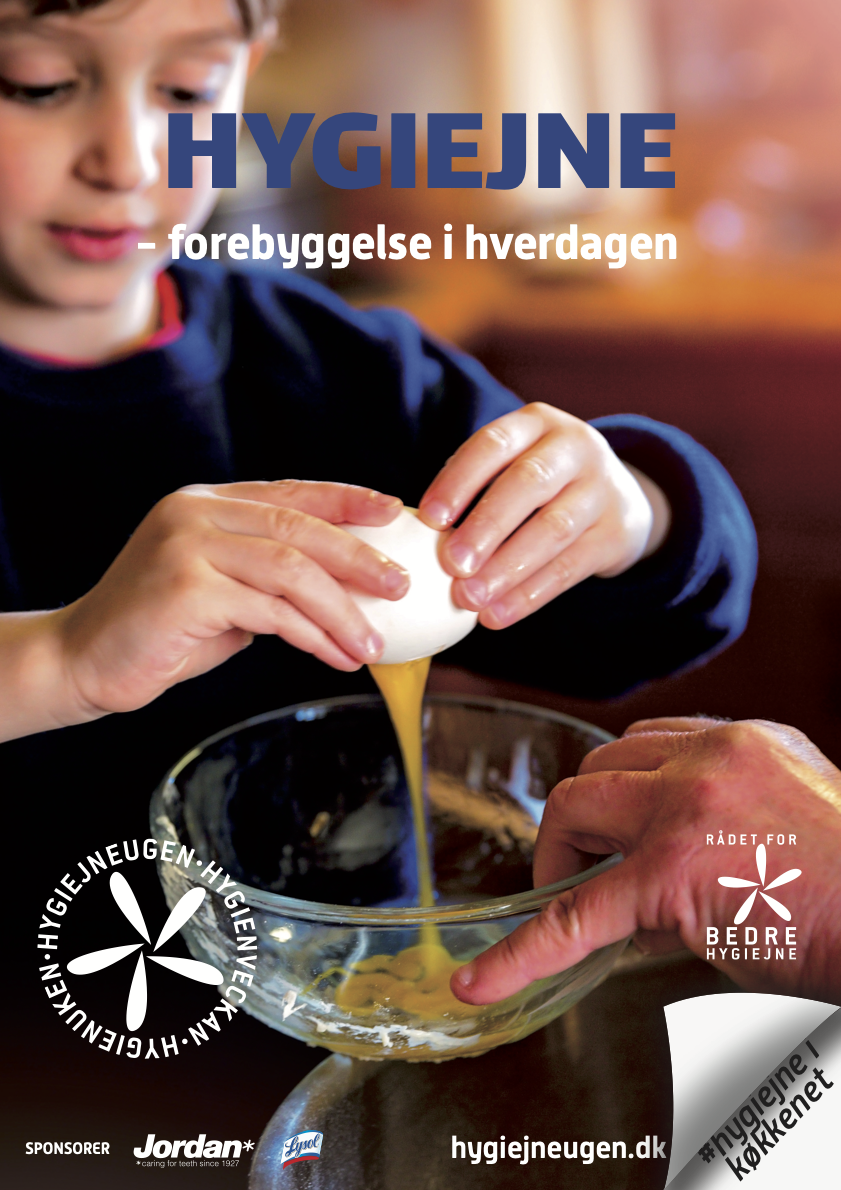 HYGIEJNE
– forebyggelse i hverdagen
HYGIEJNEUGEN · HYGIENVECKAN · HYGIENUKEN ·
RÅDET FOR
BEDRE
HYGIEJNE
#hygiejne i
køkkenet
SPONSORER
Jordan*
*caring for teeth since 1927
Lysol
hygiejneugen.dk